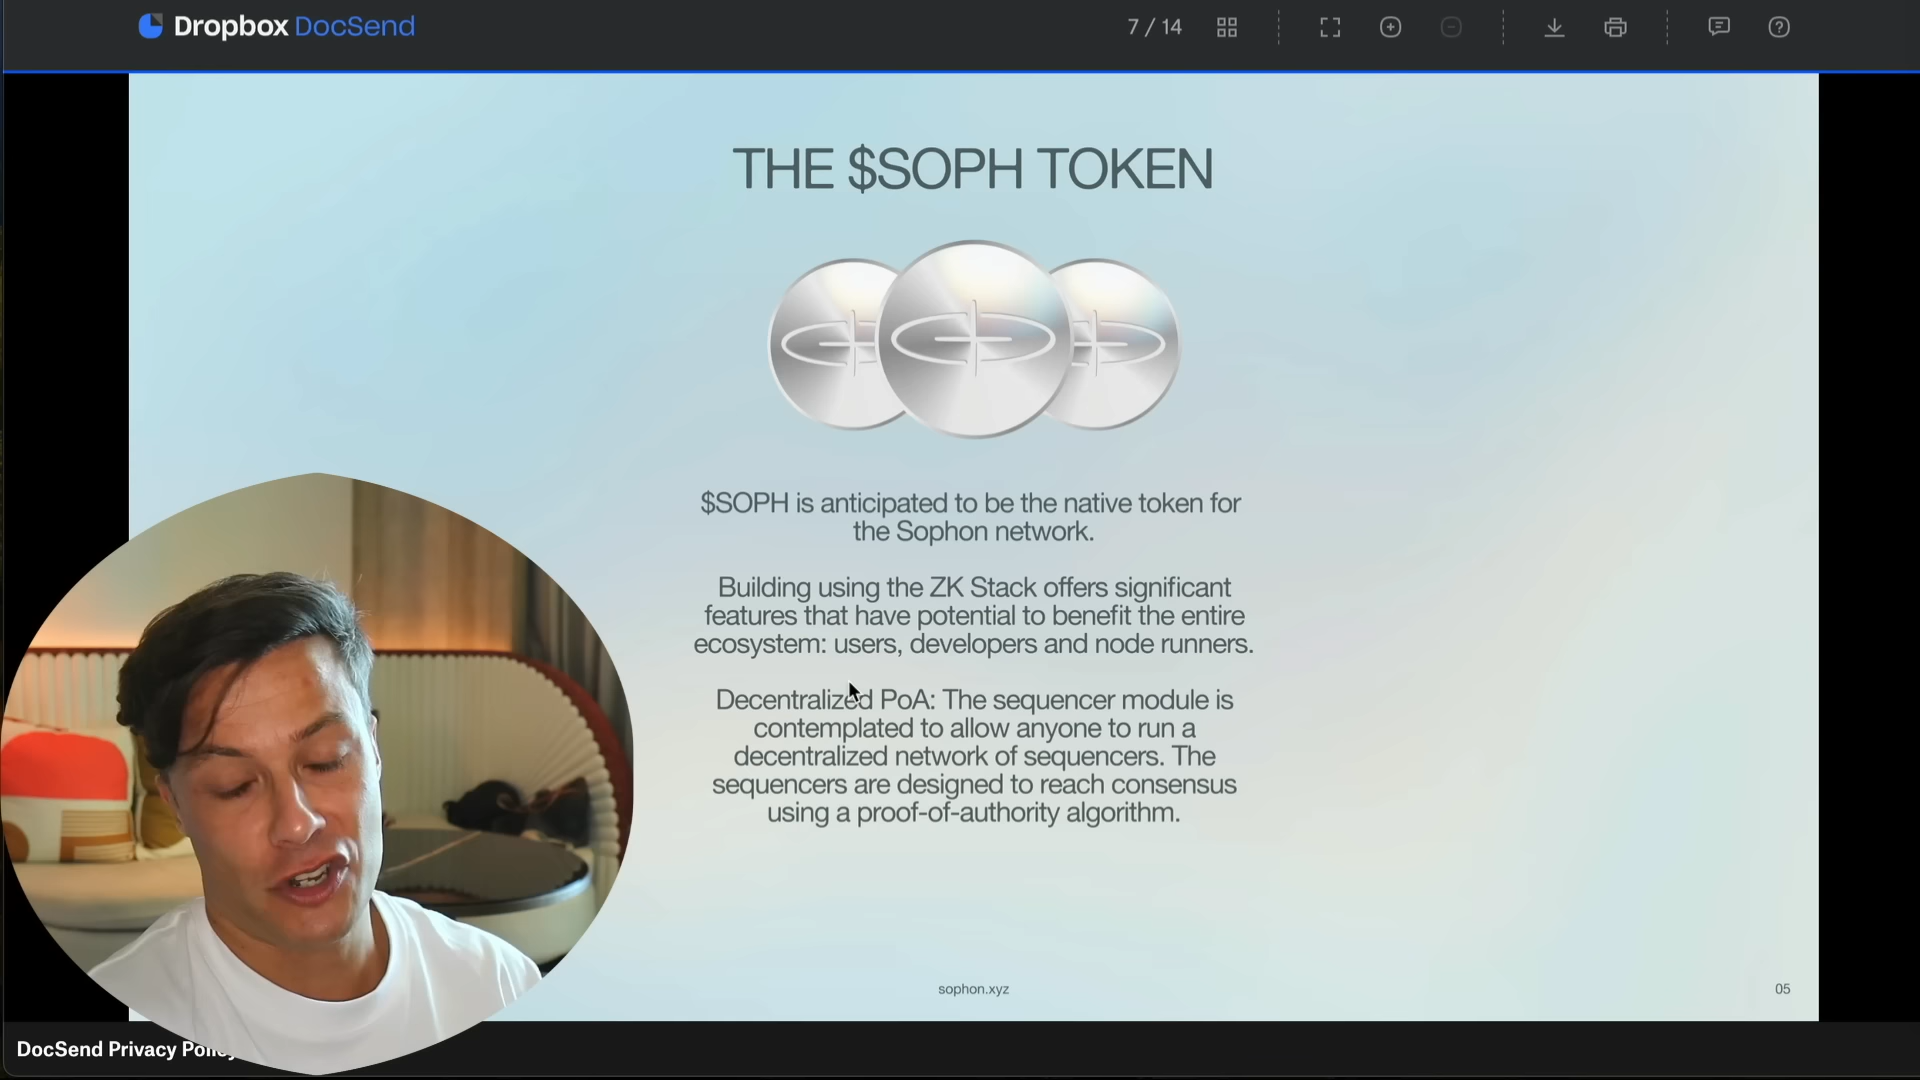 Dropbox DocSend
7 / 14
THE $SOPH TOKEN
$SOPH is anticipated to be the native token for
the Sophon network.
Building using the ZK Stack offers significant
features that have potential to benefit the entire
ecosystem: users, developers and node runners.
Decentralized PoA: The sequencer module is
contemplated to allow anyone to run a
decentralized network of sequencers. The
sequencers are designed to reach consensus
using a proof-of-authority algorithm.
sophon.xyz
05
DocSend Privacy Policy